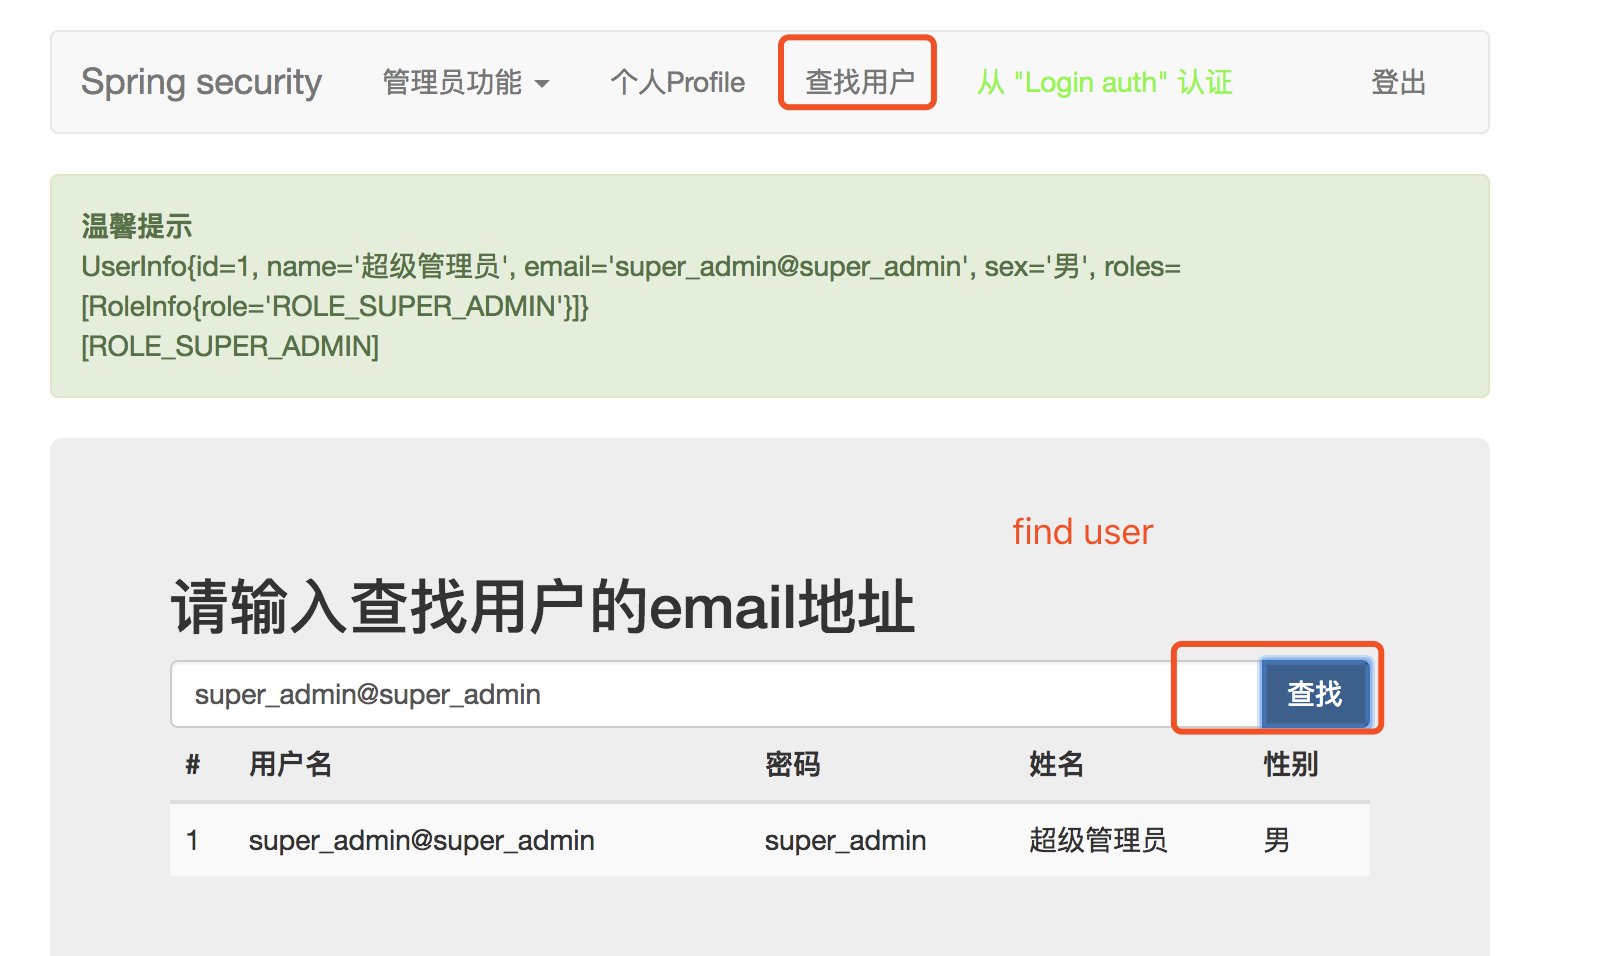 Spring security 管理员功能 个人Profile 查找用户 从 "Login auth" 认证 登出
温馨提示
UserInfo{id=1, name='超级管理员', email='super_admin@super_admin', sex='男', roles=
[RoleInfo{role='ROLE_SUPER_ADMIN'}]}
[ROLE_SUPER_ADMIN]
find user
请输入查找用户的email地址
super_admin@super_admin 查找
# 用户名 密码 姓名 性别
1 super_admin@super_admin super_admin 超级管理员 男